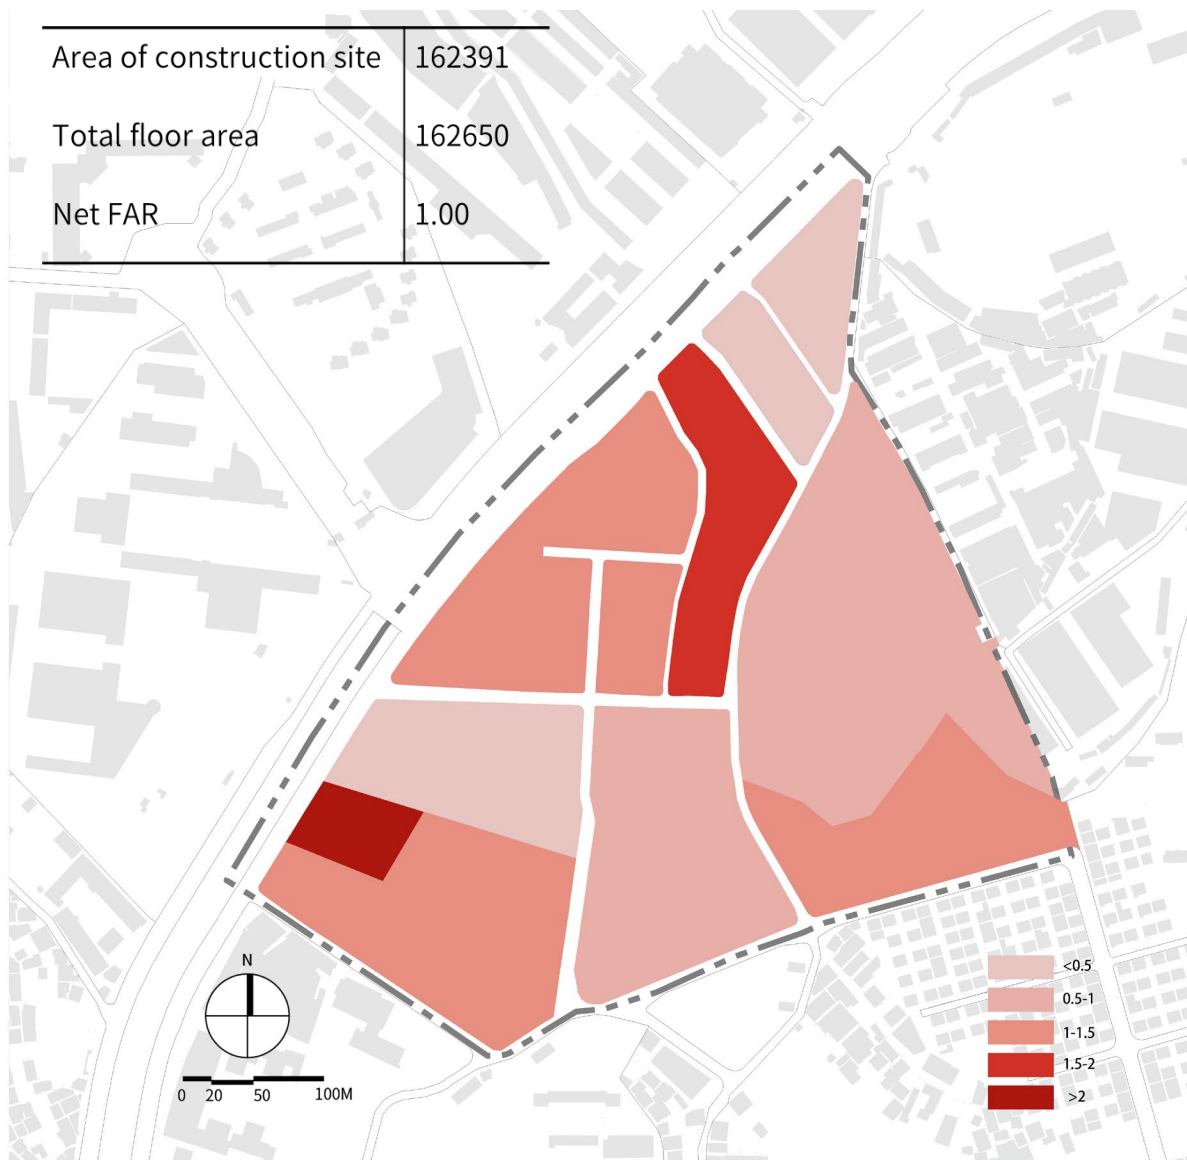 Area of construction site 162391
Total floor area 162650
Net FAR 1.00
N
0 20 50 100M
<0.5
0.5-1
1-1.5
1.5-2
>2